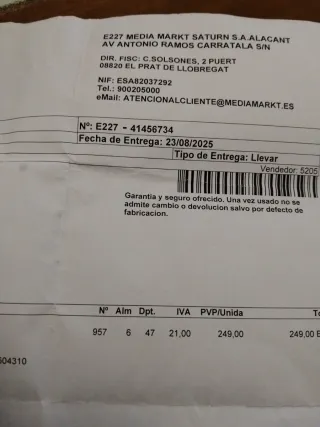 E227 MEDIA MARKT SATURN S.A.ALACANT
AV ANTONIO RAMOS CARRATALA S/N
DIR. FISC: C.SOLSONES, 2 PUERT
08820 EL PRAT DE LLOBREGAT
NIF: ESA82037292
Tel.: 900205000
eMail: ATENCIONALCLIENTE@MEDIAMARKT.ES
Nº: E227 - 41456734
Fecha de Entrega: 23/08/2025
Tipo de Entrega: Llevar
Vendedor: 5205
Garantia y seguro ofrecido. Una vez usado no se
admite cambio o devolucion salvo por defecto de
fabricacion.
Nº Alm Dpt. IVA PVP/Unida
957 6 47 21,00 249,00 249,00
604310